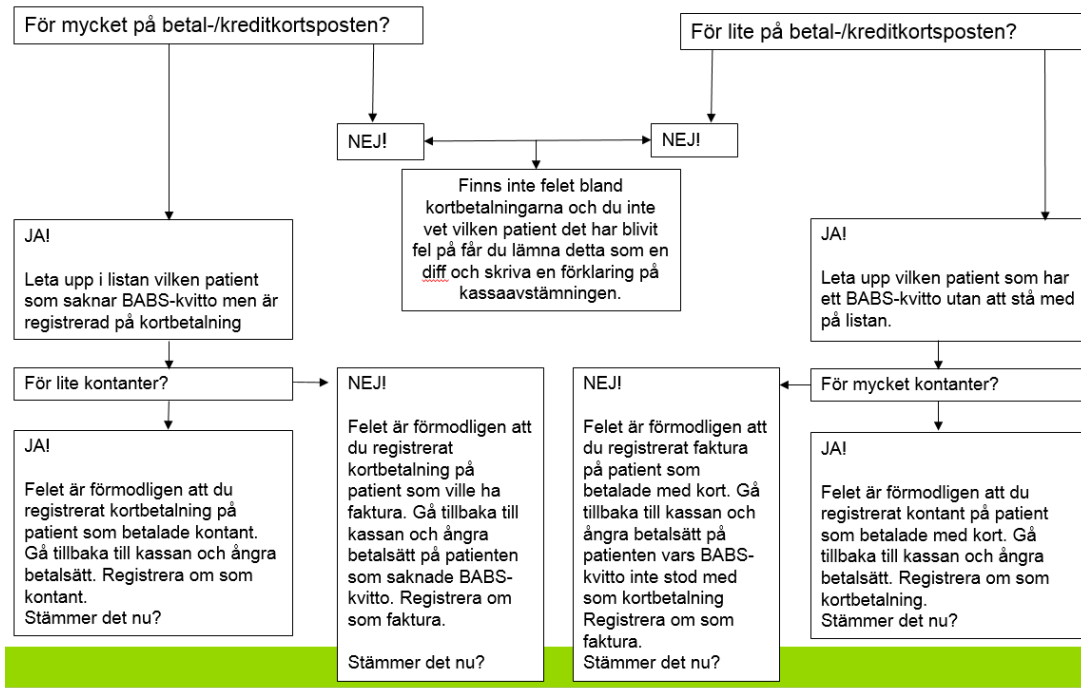 För mycket på betal-/kreditkortsposten?
För lite på betal-/kreditkortsposten?
NEJ!
NEJ!
Finns inte felet bland
kortbetalningarna och du inte
vet vilken patient det har blivit
fel på får du lämna detta som en
diff och skriva en förklaring på
kassaavstämningen.
JA!
Leta upp i listan vilken patient
som saknar BABS-kvitto men är
registrerad på kortbetalning
JA!
Leta upp vilken patient som har
ett BABS-kvitto utan att stå med
på listan.
För lite kontanter?
För mycket kontanter?
JA!
Felet är förmodligen att du
registrerat kortbetalning på
patient som betalade kontant.
Gå tillbaka till kassan och ångra
betalsätt. Registrera om som
kontant.
Stämmer det nu?
NEJ!
Felet är förmodligen att
du registrerat
kortbetalning på
patient som ville ha
faktura. Gå tillbaka till
kassan och ångra
betalsätt på patienten
som saknade BABS-
kvitto. Registrera om
som faktura.
Stämmer det nu?
NEJ!
Felet är förmodligen att
du registrerat faktura
på patient som
betalade med kort. Gå
tillbaka till kassan och
ångra betalsätt på
patienten vars BABS-
kvitto inte stod med
som kortbetalning
Registrera om som
faktura.
Stämmer det nu?
JA!
Felet är förmodligen att du
registrerat kontant på patient
som betalade med kort. Gå
tillbaka till kassan och ångra
betalsätt. Registrera om som
kortbetalning.
Stämmer det nu?